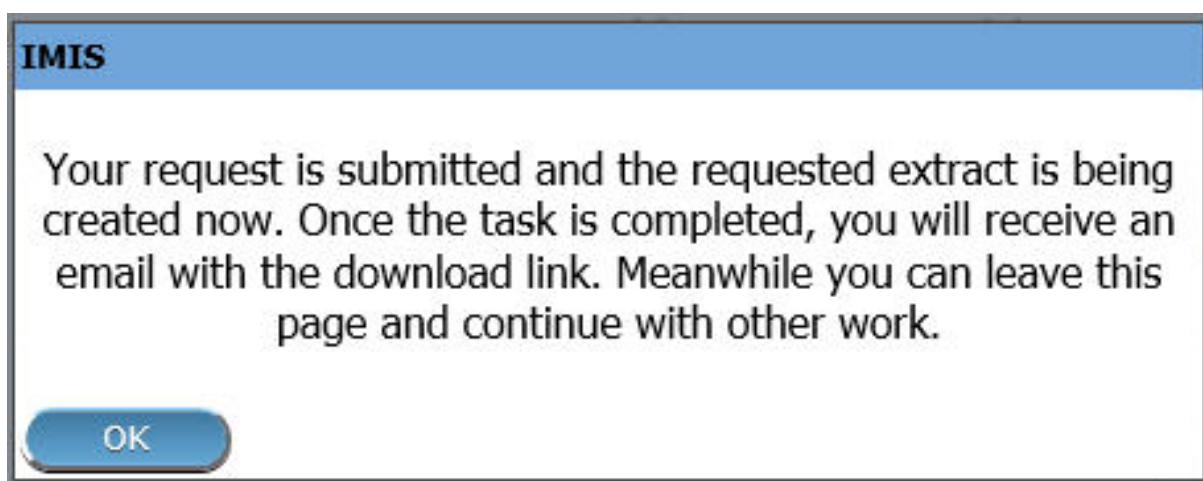 IMIS
Your request is submitted and the requested extract is being
created now. Once the task is completed, you will receive an
email with the download link. Meanwhile you can leave this
page and continue with other work.
OK